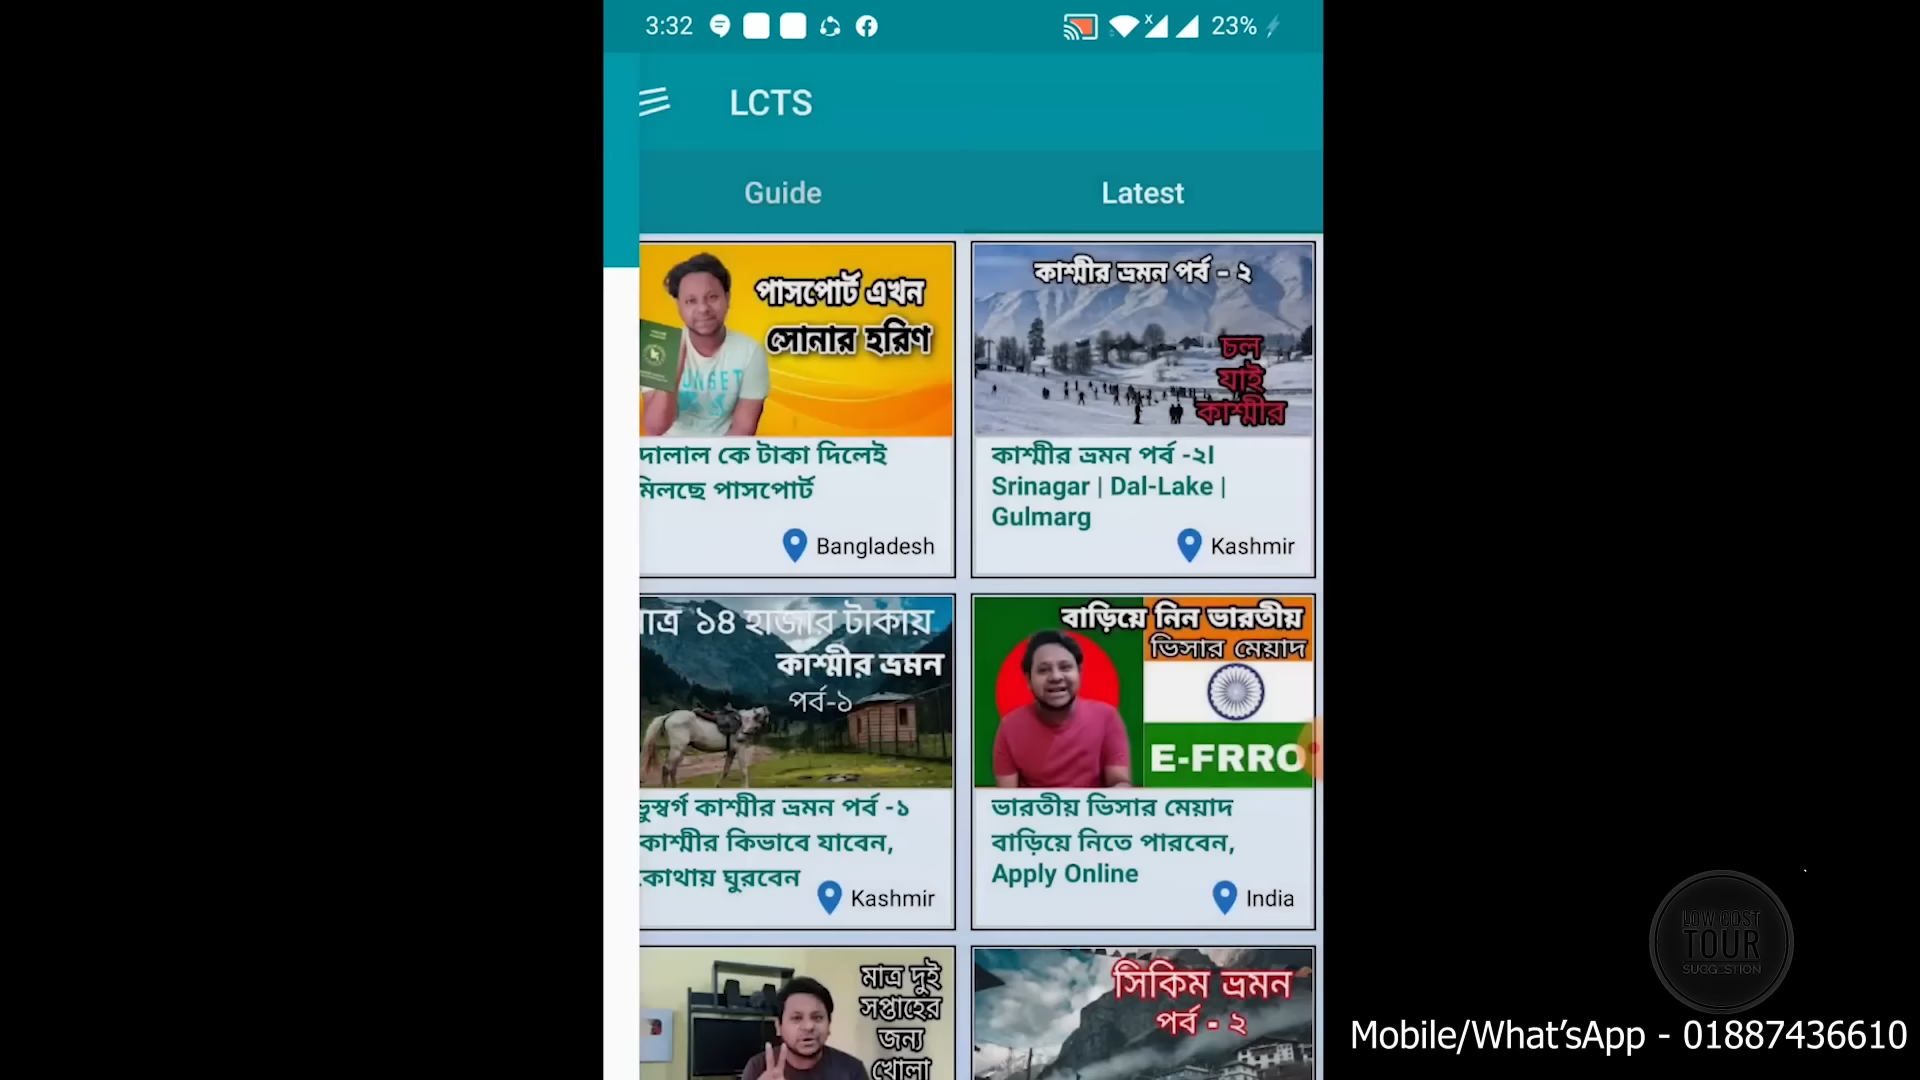 3:32
x
23%
LCTS
Guide
Latest
পাসপোর্ট এখন
সোনার হরিণ
দালাল কে টাকা দিলেই
মিলছে পাসপোর্ট
Bangladesh
কাশ্মীর ভ্রমন পর্ব - ২
চল
যাই
কাশ্মীর
কাশ্মীর ভ্রমন পর্ব -২।
Srinagar | Dal-Lake |
Gulmarg
Kashmir
১৪ হাজার টাকায়
কাশ্মীর ভ্রমন
পর্ব-১
ভুস্বর্গ কাশ্মীর ভ্রমন পর্ব -১
কাশ্মীর কিভাবে যাবেন,
কোথায় ঘুরবেন
Kashmir
বাড়িয়ে নিন ভারতীয়
ভিসার মেয়াদ
E-FRRO
ভারতীয় ভিসার মেয়াদ
বাড়িয়ে নিতে পারবেন,
Apply Online
India
মাত্র দুই
সপ্তাহের
জন্য
খোলা
সিকিম ভ্রমন
পর্ব - ২
LOW COST
TOUR
SUGGESTION
Mobile/What'sApp - 01887436610